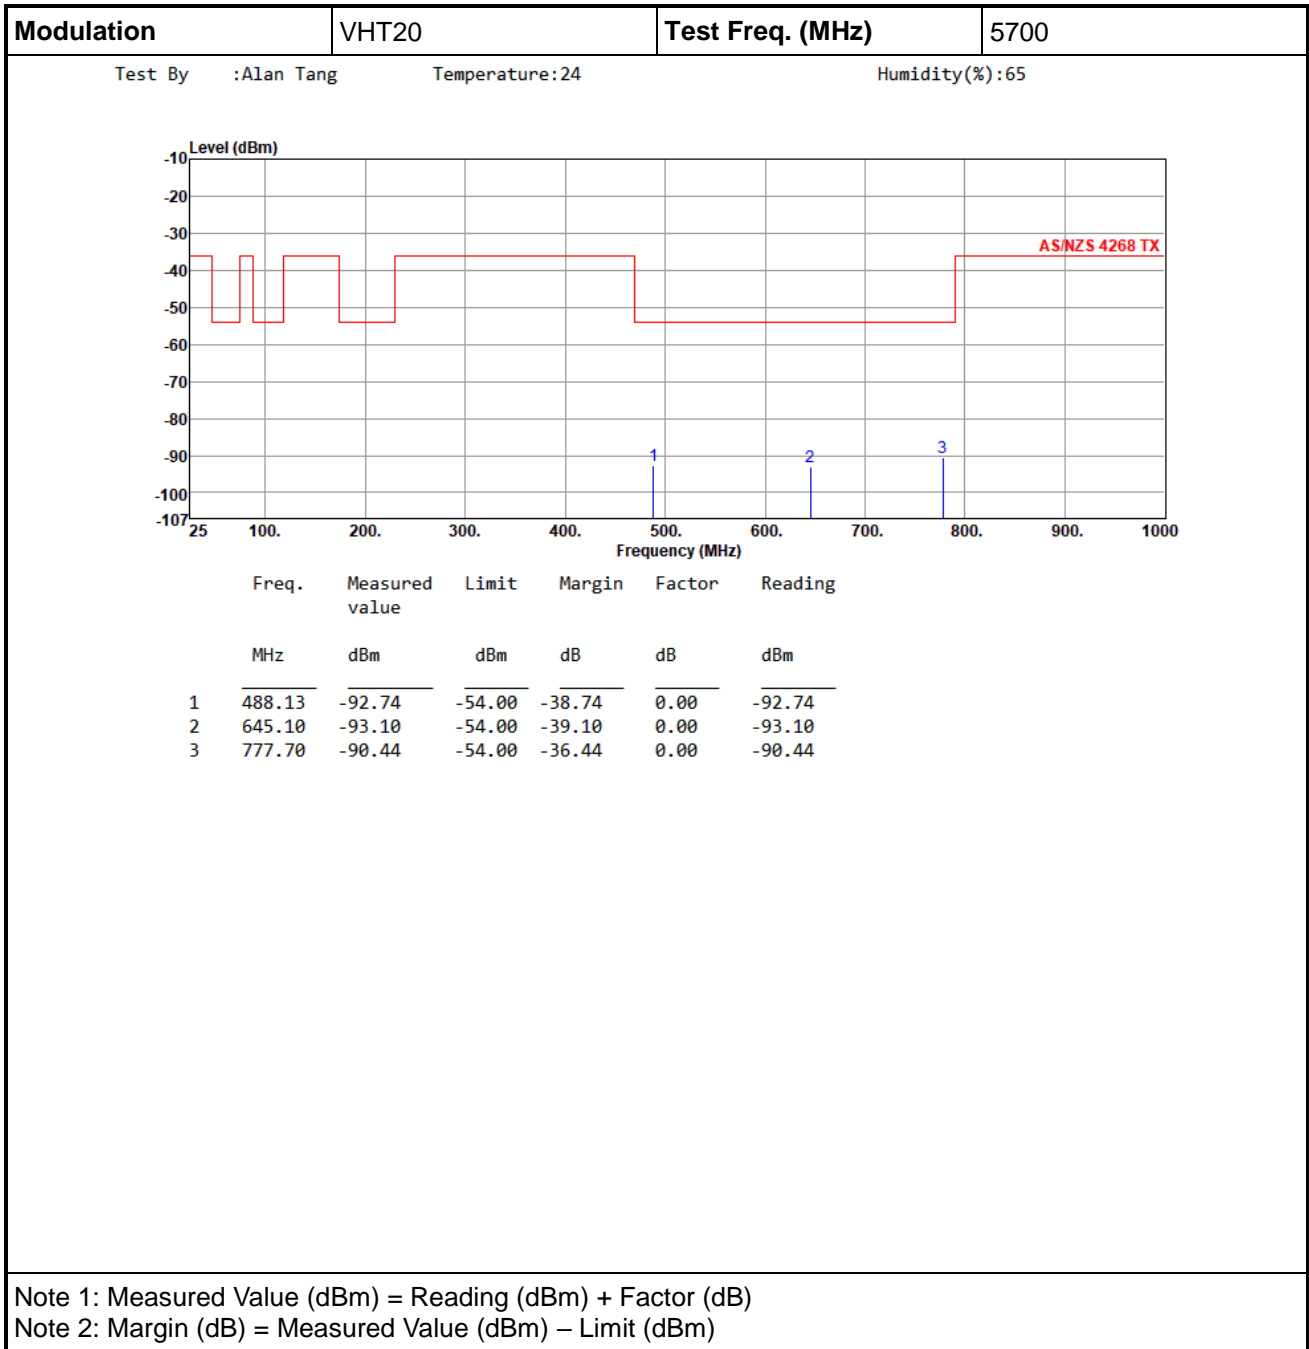 Modulation VHT20 Test Freq. (MHz) 5700
Test By :Alan Tang Temperature:24 Humidity(%):65
Level (dBm)
-10
-20
-30
AS/NZS 4268 TX
-40
-50
-60
-70
-80
-90
1 2 3
-100
-107
25 100. 200. 300. 400. 500. 600. 700. 800. 900. 1000
Frequency (MHz)
Freq. Measured Limit Margin Factor Reading
value
MHz dBm dBm dB dB dBm
1 488.13 -92.74 -54.00 -38.74 0.00 -92.74
2 645.10 -93.10 -54.00 -39.10 0.00 -93.10
3 777.70 -90.44 -54.00 -36.44 0.00 -90.44
Note 1: Measured Value (dBm) = Reading (dBm) + Factor (dB)
Note 2: Margin (dB) = Measured Value (dBm) – Limit (dBm)